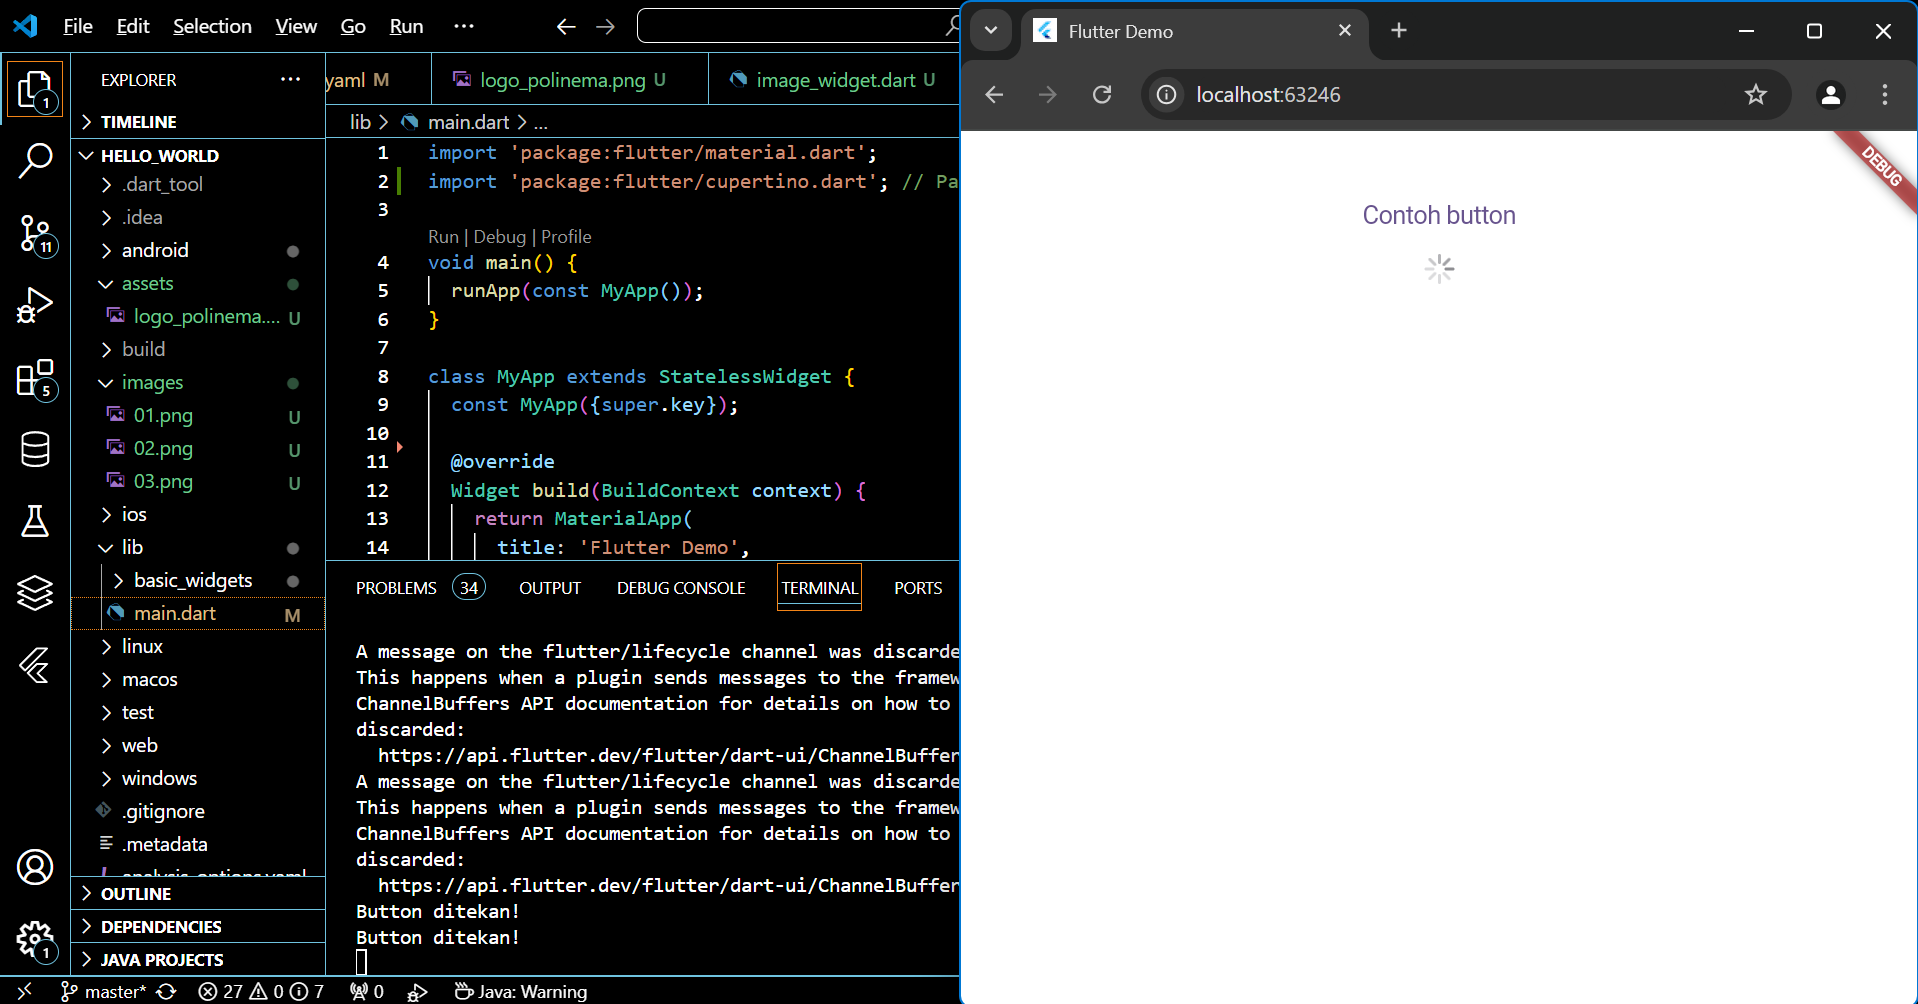 File Edit Selection View Go Run ···
EXPLORER ···
TIMELINE
HELLO_WORLD
.dart_tool
.idea
android
assets
logo_polinema.... U
build
images
01.png U
02.png U
03.png U
ios
lib
basic_widgets
main.dart M
linux
macos
test
web
windows
.gitignore
.metadata
analysis_options.yaml
OUTLINE
DEPENDENCIES
JAVA PROJECTS
1
11
5
1
yaml M logo_polinema.png U image_widget.dart U
lib > main.dart > ...
1 import 'package:flutter/material.dart';
2 import 'package:flutter/cupertino.dart'; // Pa
3
Run | Debug | Profile
4 void main() {
5 runApp(const MyApp());
6 }
7
8 class MyApp extends StatelessWidget {
9 const MyApp({super.key});
10
11 @override
12 Widget build(BuildContext context) {
13 return MaterialApp(
14 title: 'Flutter Demo',
PROBLEMS 34 OUTPUT DEBUG CONSOLE TERMINAL PORTS
A message on the flutter/lifecycle channel was discarde
This happens when a plugin sends messages to the framew
ChannelBuffers API documentation for details on how to
discarded:
https://api.flutter.dev/flutter/dart-ui/ChannelBuffer
A message on the flutter/lifecycle channel was discarde
This happens when a plugin sends messages to the framew
ChannelBuffers API documentation for details on how to
discarded:
https://api.flutter.dev/flutter/dart-ui/ChannelBuffer
Button ditekan!
Button ditekan!
master* 27 0 7 0 Java: Warning
Flutter Demo
localhost:63246
DEBUG
Contoh button